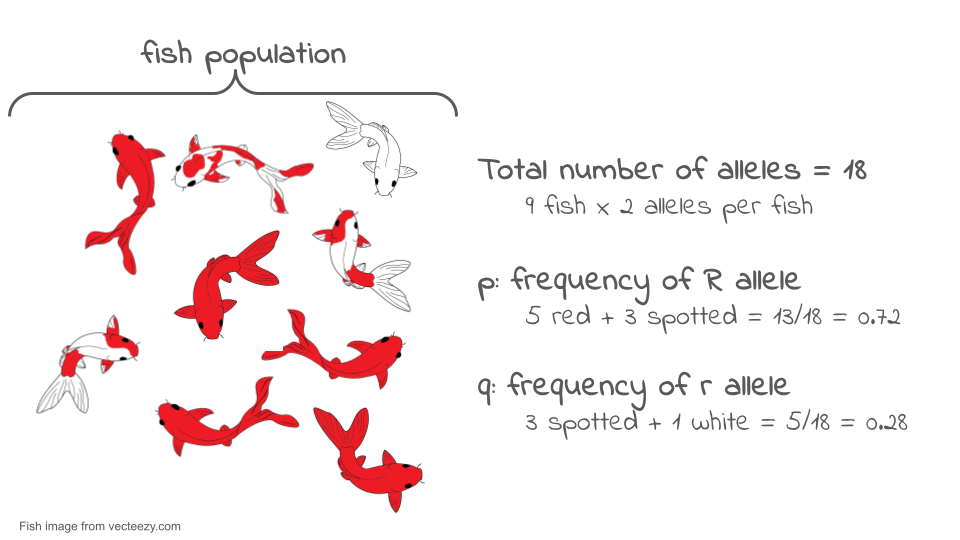 fish population
Total number of alleles = 18
9 fish x 2 alleles per fish
p: frequency of R allele
5 red + 3 spotted = 13/18 = 0.72
q: frequency of r allele
3 spotted + 1 white = 5/18 = 0.28
Fish image from vecteezy.com